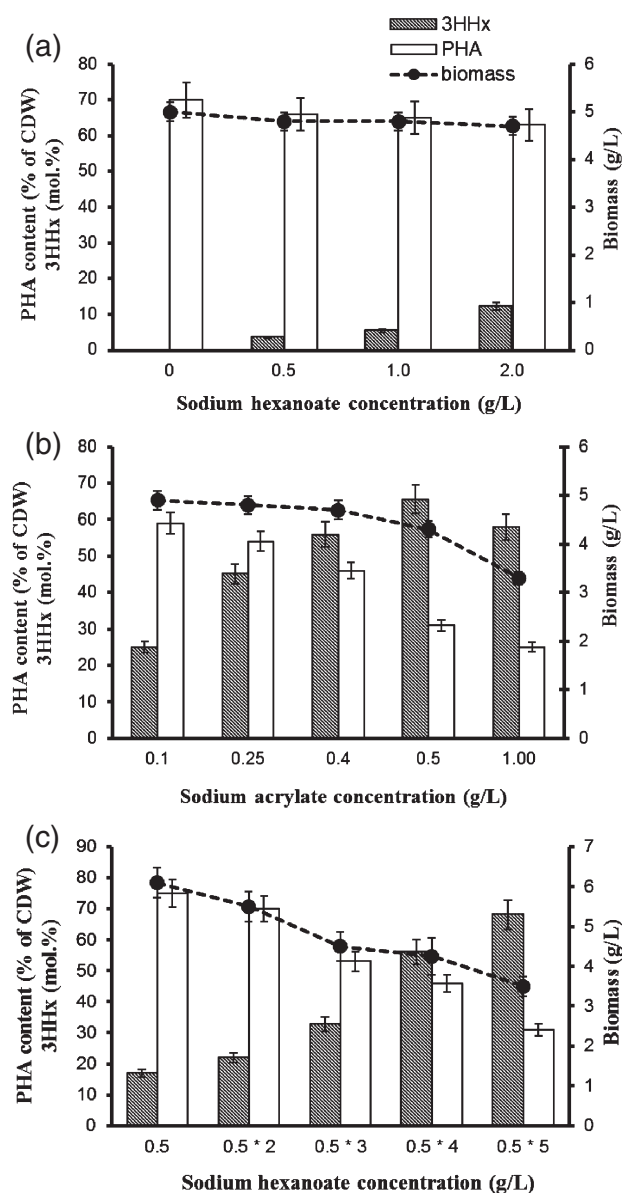 (a)
3HHx
PHA
biomass
80
70
60
50
40
30
20
10
0
PHA content (% of CDW)
3HHx (mol.%)
6
5
4
3
2
1
0
Biomass (g/L)
0 0.5 1.0 2.0
Sodium hexanoate concentration (g/L)
(b)
80
70
60
50
40
30
20
10
0
PHA content (% of CDW)
3HHx (mol.%)
6
5
4
3
2
1
0
Biomass (g/L)
0.1 0.25 0.4 0.5 1.00
Sodium acrylate concentration (g/L)
(c)
90
80
70
60
50
40
30
20
10
0
PHA content (% of CDW)
3HHx (mol.%)
7
6
5
4
3
2
1
0
Biomass (g/L)
0.5 0.5 * 2 0.5 * 3 0.5 * 4 0.5 * 5
Sodium hexanoate concentration (g/L)